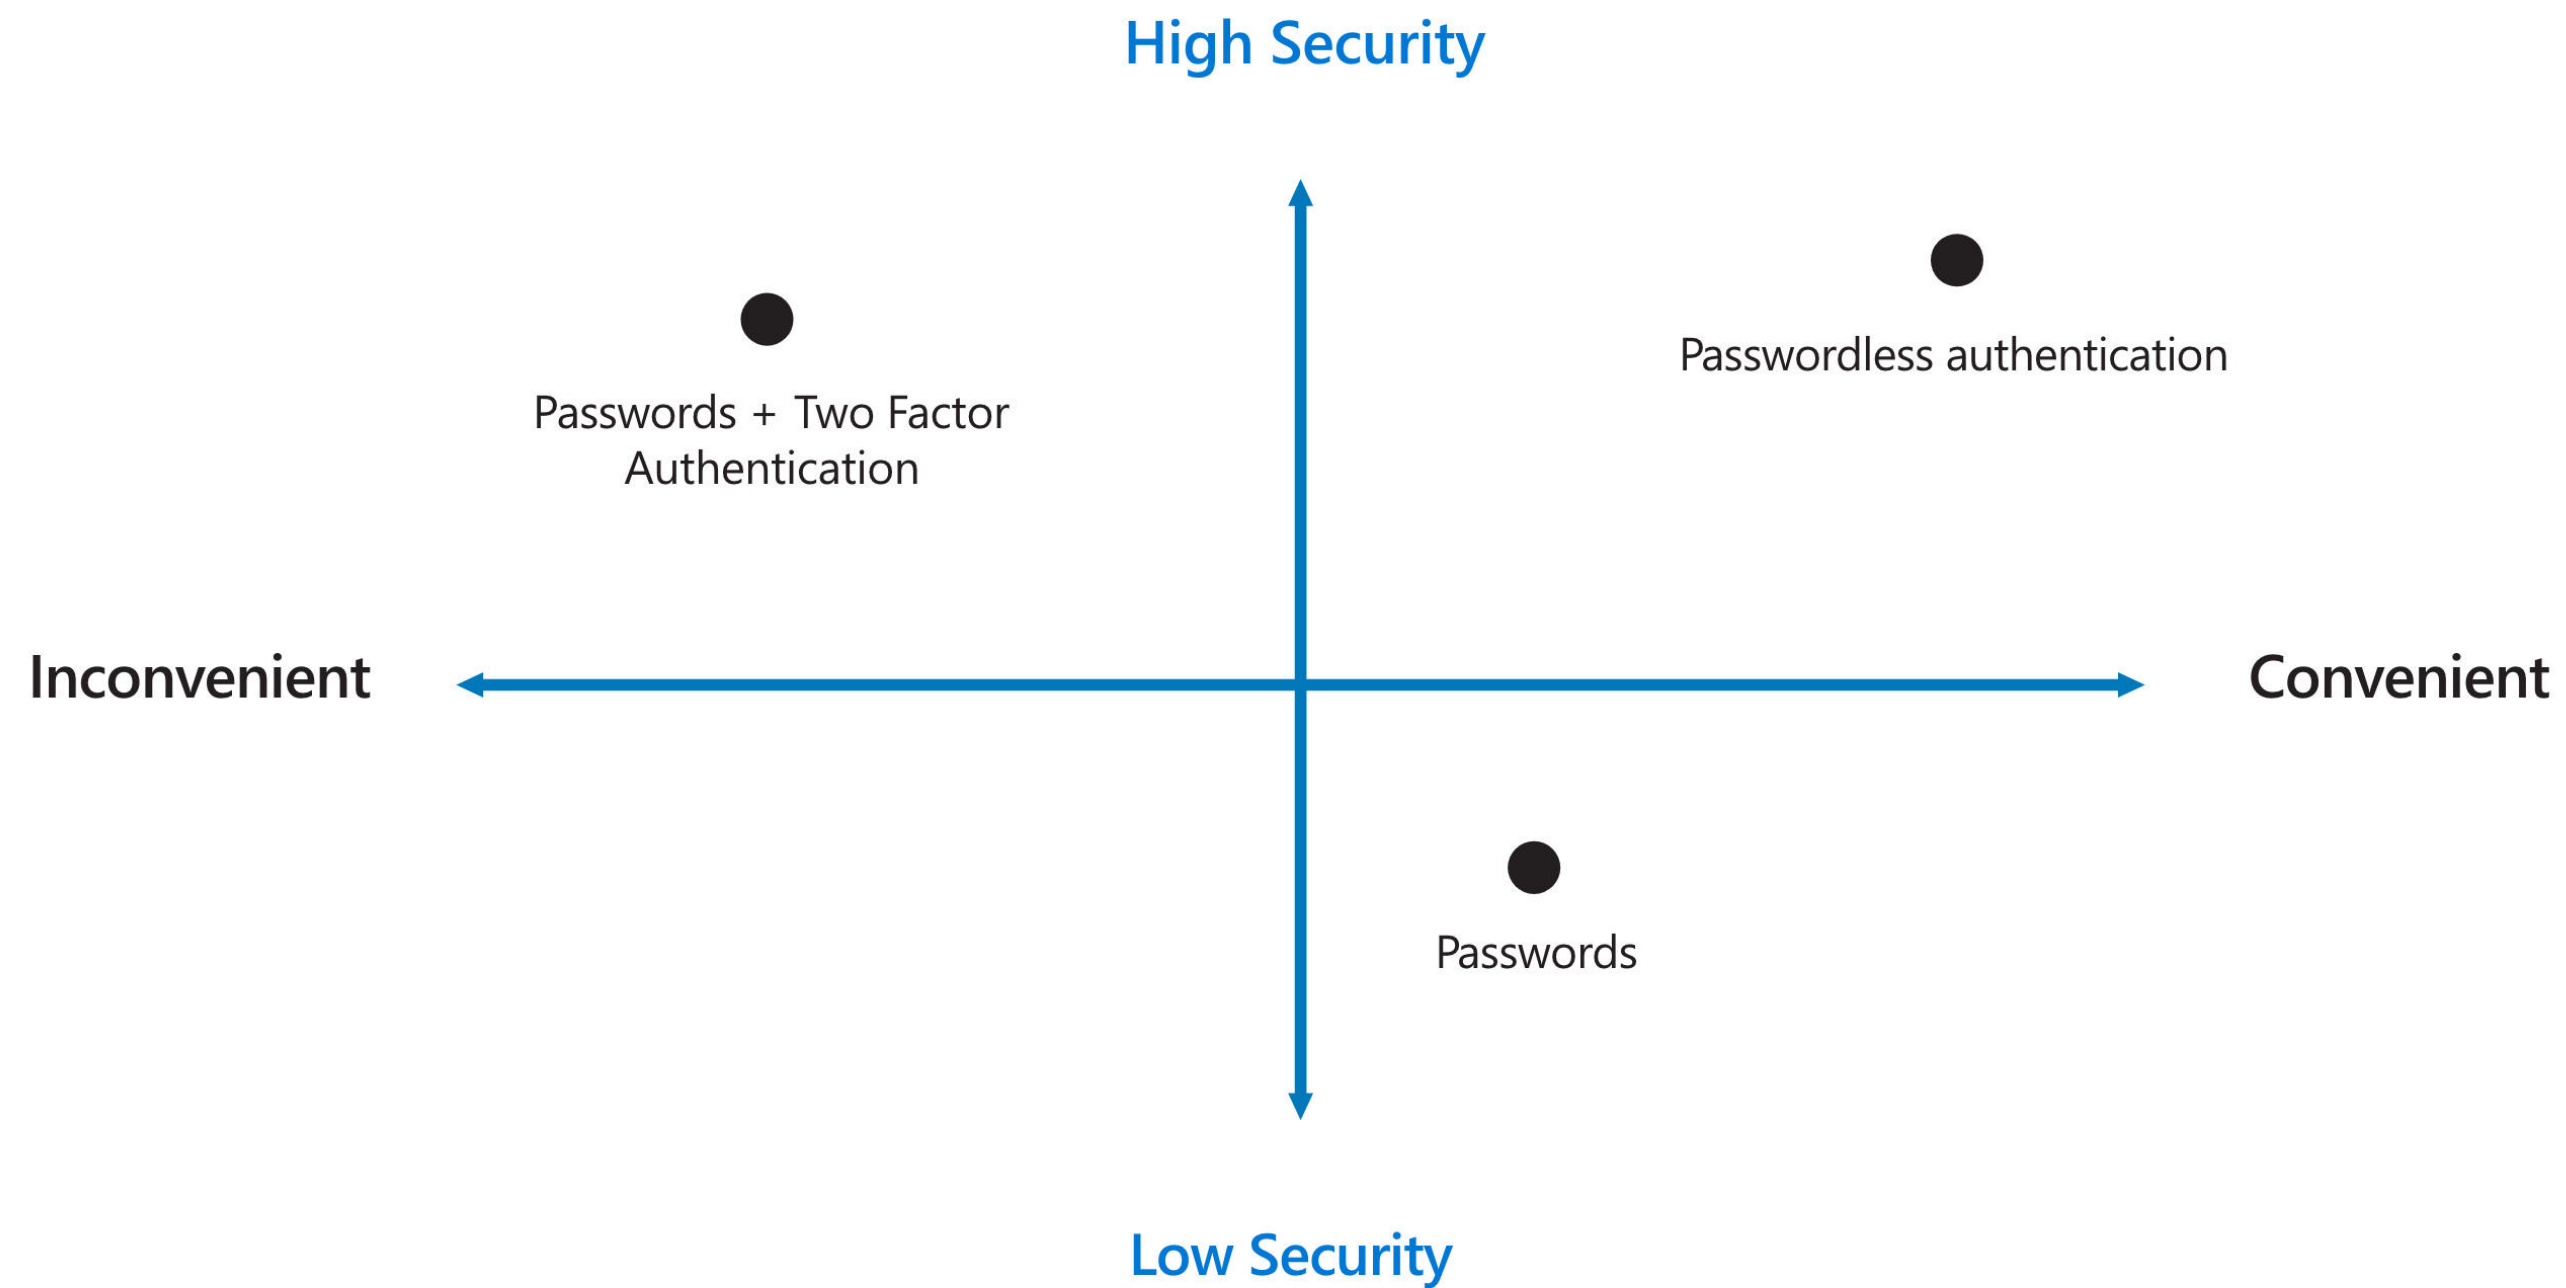 High Security
Passwordless authentication
Passwords + Two Factor
Authentication
Inconvenient
Convenient
Passwords
Low Security